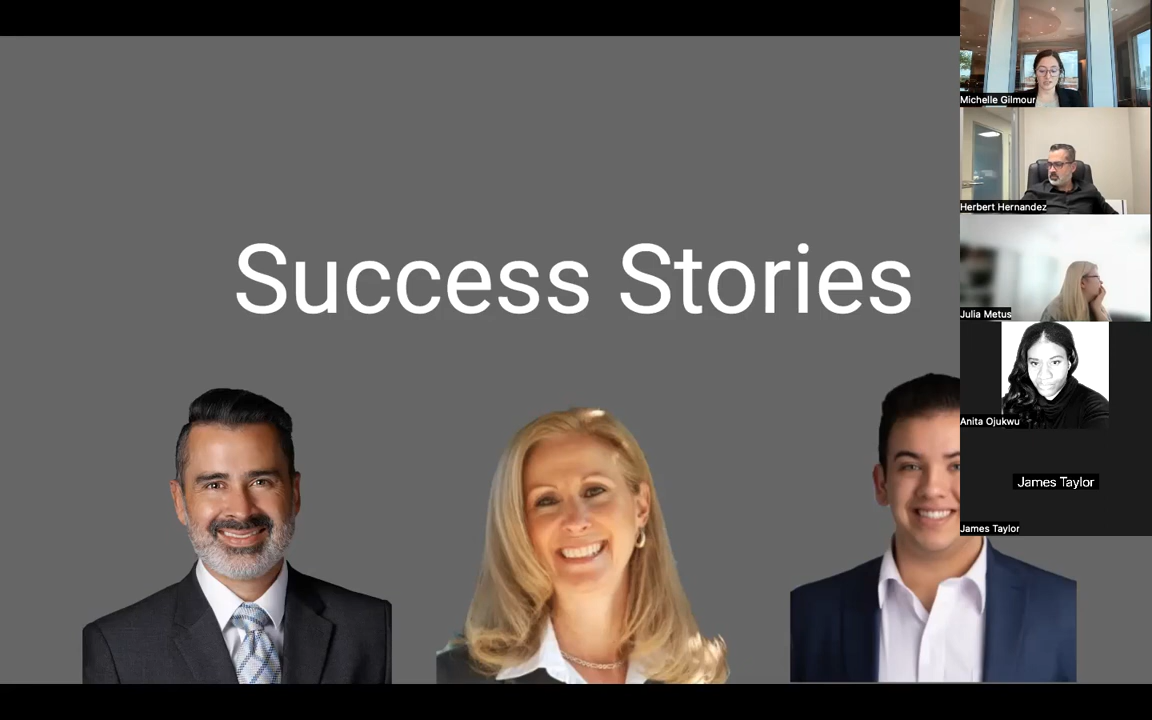 Success Stories
Michelle Gilmour
Herbert Hernandez
Julia Metus
Anita Ojukwu
James Taylor
James Taylor